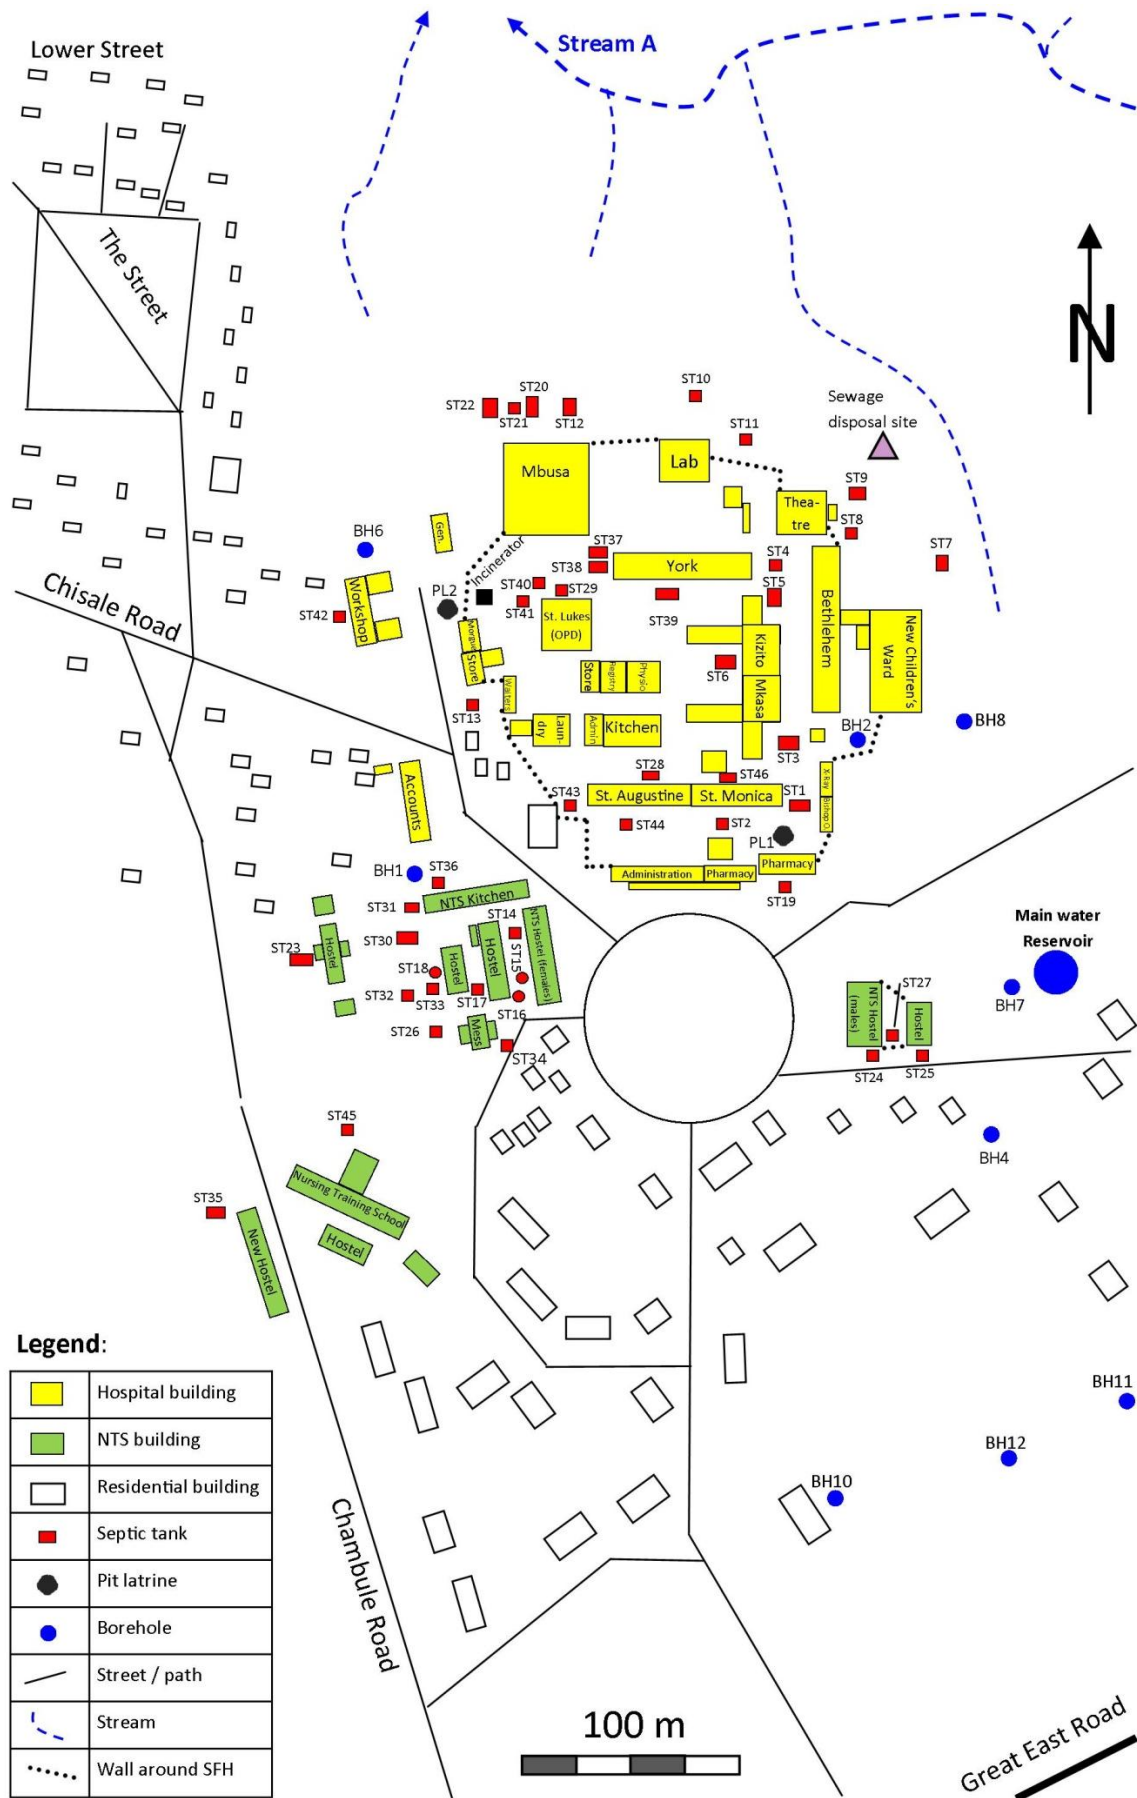 Lower Street
Stream A
The Street
N
ST10
ST20
ST22
ST21
ST12
ST11
Sewage
disposal site
Mbusa
Lab
ST9
Thea-
tre
ST8
Gen.
BH6
Incinerator
ST37
ST38
York
ST4
ST7
PL2
ST40
ST29
ST41
ST5
ST39
Chisale Road
Workshop
ST42
St. Lukes
(OPD)
Bethlehem
New Children's
Ward
Store
Kizito
Store
Registry
Physio
ST6
Mkasa
ST13
Laun-
dry
Admin
Kitchen
BH2
BH8
ST3
Accounts
ST28
ST46
X-Ray
Bishop O.
St. Augustine
St. Monica
ST1
ST43
ST44
ST2
PL1
Pharmacy
Administration
Pharmacy
ST19
BH1
ST36
NTS Kitchen
ST31
ST14
NTS Hostel (females)
ST30
Hostel
ST15
ST23
Hostel
ST18
Hostel
ST32
ST33
ST17
ST16
ST26
Mess
ST34
Main water
Reservoir
ST27
NTS Hostel
(males)
Hostel
BH7
ST24
ST25
ST45
BH4
Nursing Training School
ST35
New Hostel
Hostel
Legend:
Hospital building
NTS building
Residential building
Septic tank
Pit latrine
Borehole
Street / path
Stream
Wall around SFH
Chambule Road
BH11
BH12
BH10
100 m
Great East Road